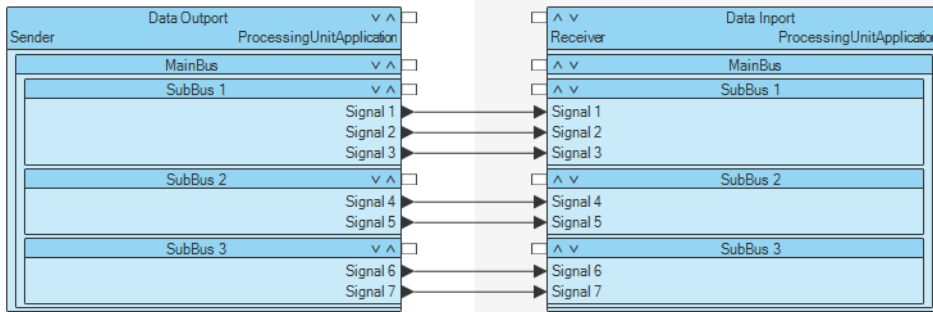 Data Outport
Sender ProcessingUnitApplication
MainBus
SubBus 1
Signal 1
Signal 2
Signal 3
SubBus 2
Signal 4
Signal 5
SubBus 3
Signal 6
Signal 7
Data Inport
Receiver ProcessingUnitApplicatio
MainBus
SubBus 1
Signal 1
Signal 2
Signal 3
SubBus 2
Signal 4
Signal 5
SubBus 3
Signal 6
Signal 7